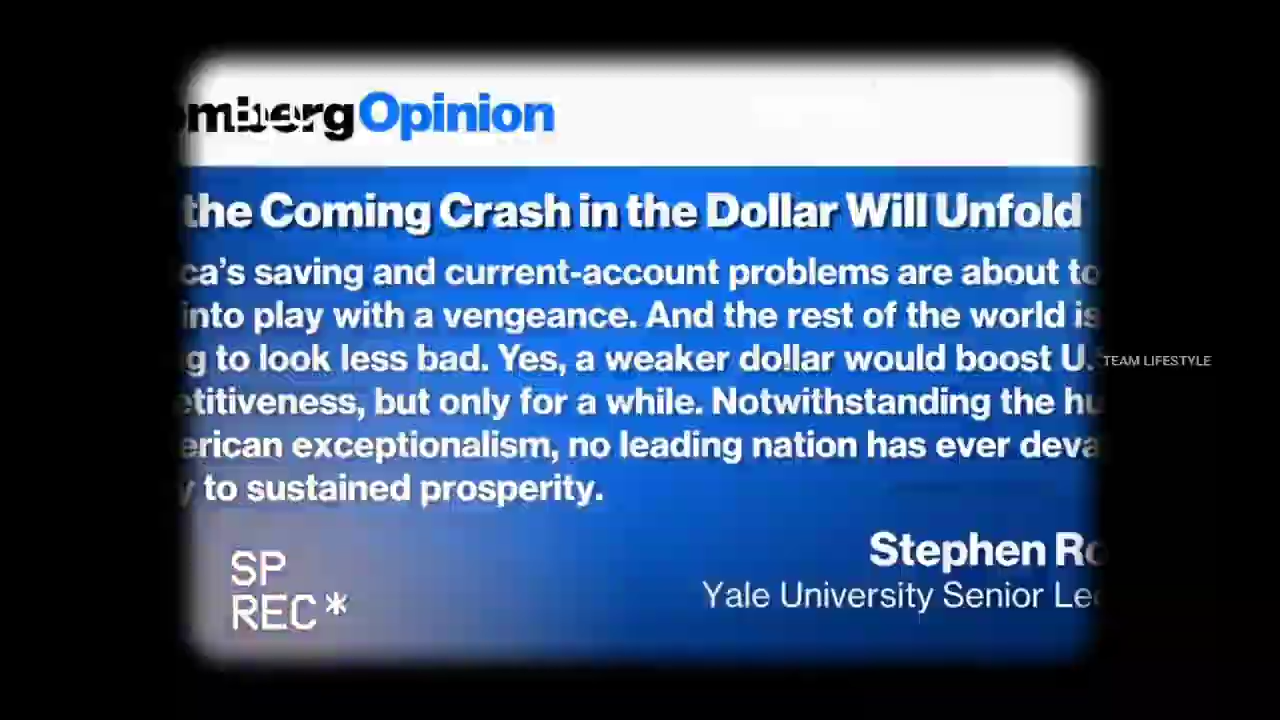 omberg Opinion
the Coming Crash in the Dollar Will Unfold
ca's saving and current-account problems are about to
into play with a vengeance. And the rest of the world is
g to look less bad. Yes, a weaker dollar would boost U.S
TEAM LIFESTYLE
etitiveness, but only for a while. Notwithstanding the hu
erican exceptionalism, no leading nation has ever deva
y to sustained prosperity.
Stephen Ro
Yale University Senior Lec
SP
REC*